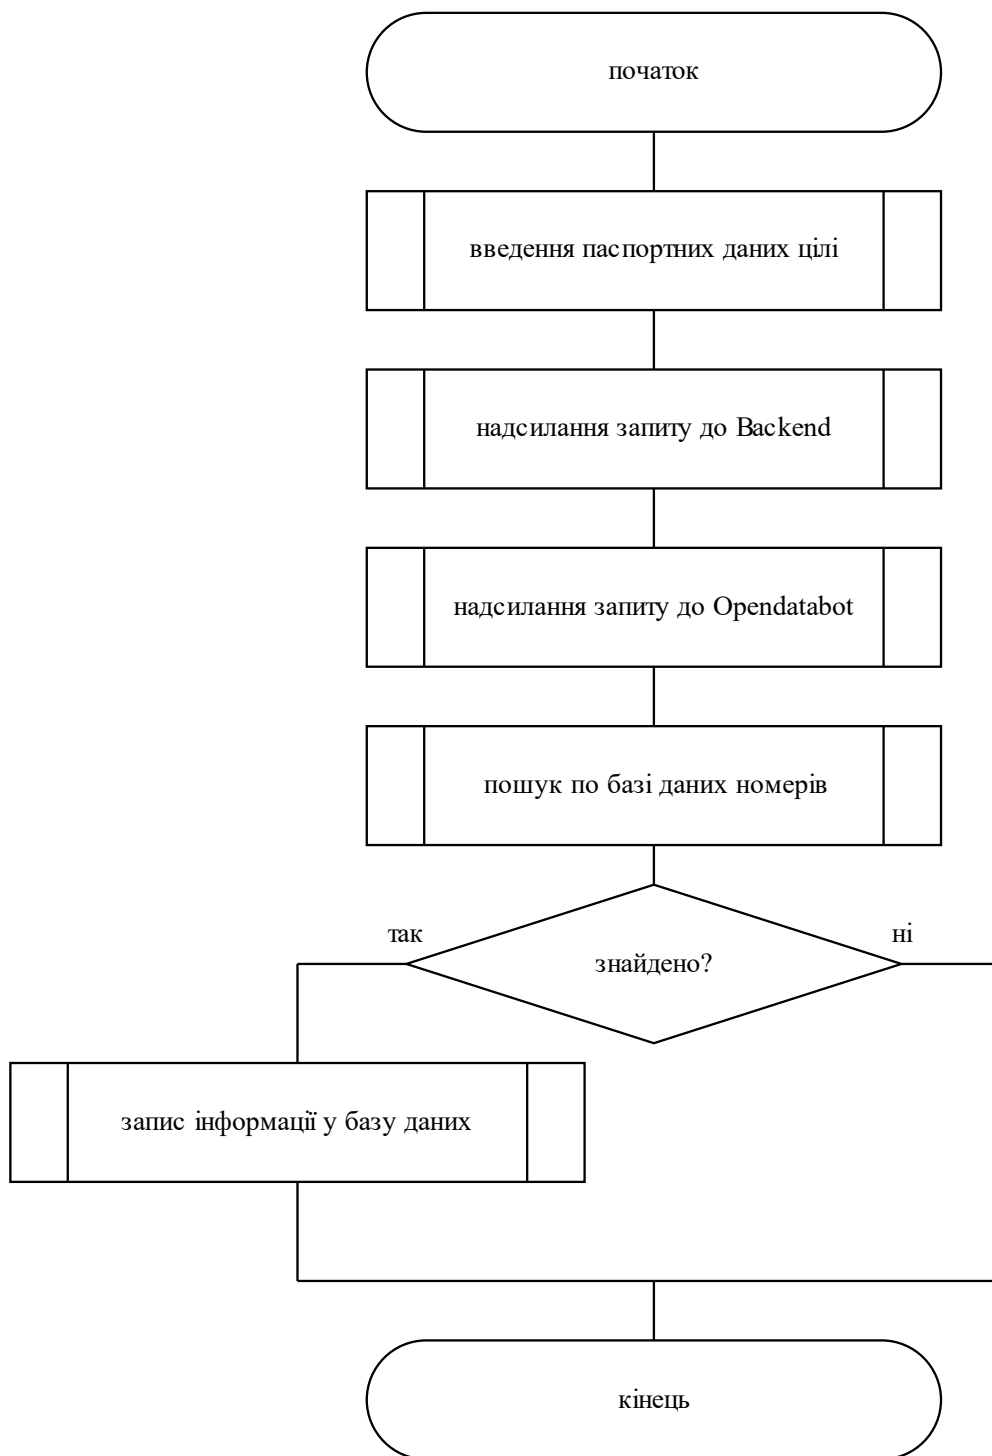 початок
введення паспортних даних цілі
надсилання запиту до Backend
надсилання запиту до Opendatabot
пошук по базі даних номерів
так
ні
знайдено?
запис інформації у базу даних
кінець